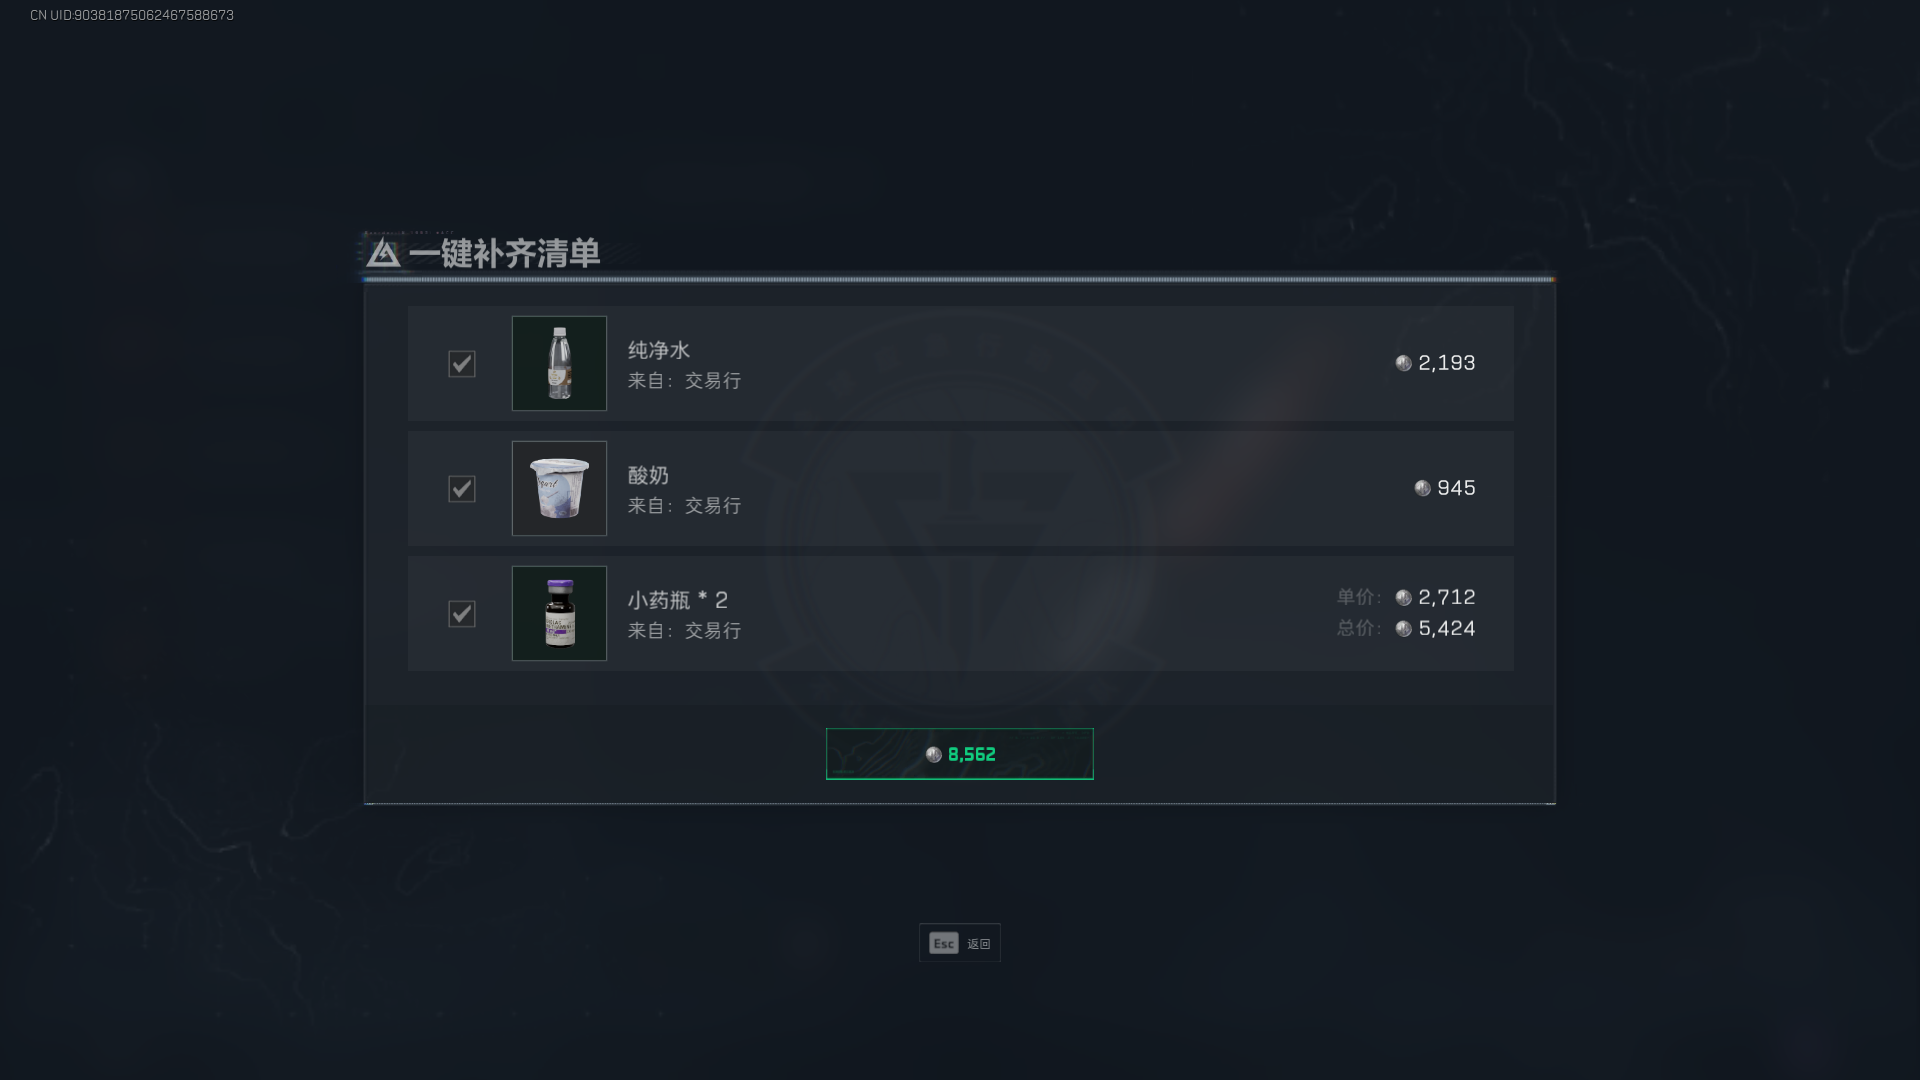 CN UID:90381875062467588673
一键补齐清单
纯净水
来自：交易行
2,193
酸奶
来自：交易行
945
小药瓶 * 2
来自：交易行
单价： 2,712
总价： 5,424
8,562
Esc 返回